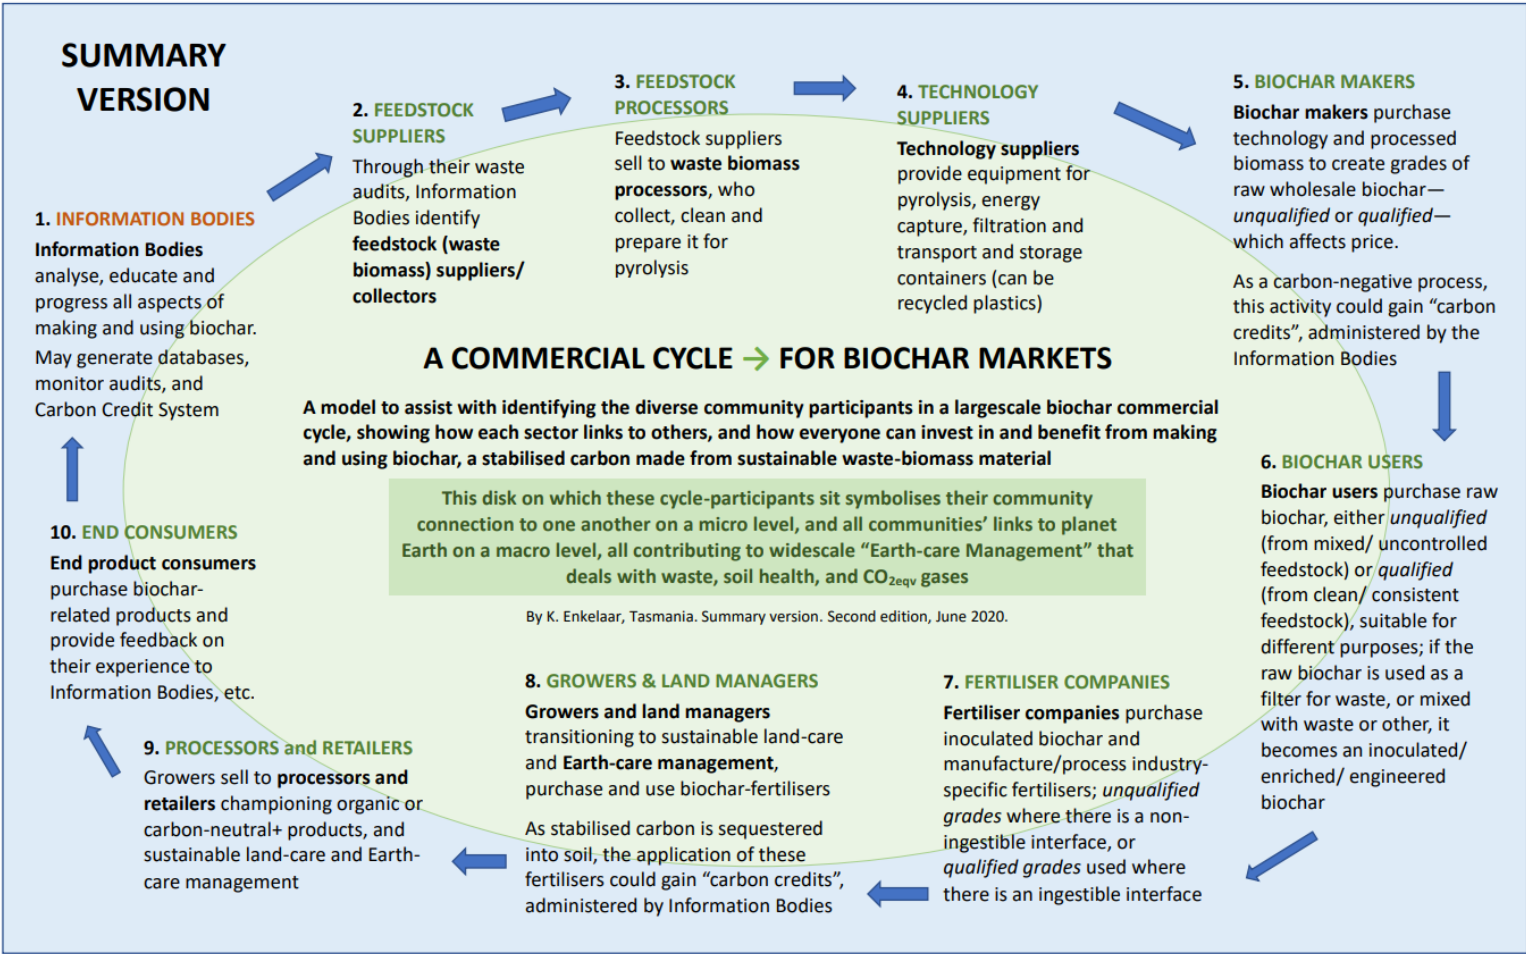 SUMMARY
VERSION
1. INFORMATION BODIES
Information Bodies
analyse, educate and
progress all aspects of
making and using biochar.
May generate databases,
monitor audits, and
Carbon Credit System
2. FEEDSTOCK
SUPPLIERS
Through their waste
audits, Information
Bodies identify
feedstock (waste
biomass) suppliers/
collectors
3. FEEDSTOCK
PROCESSORS
Feedstock suppliers
sell to waste biomass
processors, who
collect, clean and
prepare it for
pyrolysis
4. TECHNOLOGY
SUPPLIERS
Technology suppliers
provide equipment for
pyrolysis, energy
capture, filtration and
transport and storage
containers (can be
recycled plastics)
5. BIOCHAR MAKERS
Biochar makers purchase
technology and processed
biomass to create grades of
raw wholesale biochar—
unqualified or qualified—
which affects price.
As a carbon-negative process,
this activity could gain “carbon
credits”, administered by the
Information Bodies
A COMMERCIAL CYCLE → FOR BIOCHAR MARKETS
A model to assist with identifying the diverse community participants in a largescale biochar commercial
cycle, showing how each sector links to others, and how everyone can invest in and benefit from making
and using biochar, a stabilised carbon made from sustainable waste-biomass material
This disk on which these cycle-participants sit symbolises their community
connection to one another on a micro level, and all communities’ links to planet
Earth on a macro level, all contributing to widescale “Earth-care Management” that
deals with waste, soil health, and CO2eqv gases
By K. Enkelaar, Tasmania. Summary version. Second edition, June 2020.
6. BIOCHAR USERS
Biochar users purchase raw
biochar, either unqualified
(from mixed/ uncontrolled
feedstock) or qualified
(from clean/ consistent
feedstock), suitable for
different purposes; if the
raw biochar is used as a
filter for waste, or mixed
with waste or other, it
becomes an inoculated/
enriched/ engineered
biochar
7. FERTILISER COMPANIES
Fertiliser companies purchase
inoculated biochar and
manufacture/process industry-
specific fertilisers; unqualified
grades where there is a non-
ingestible interface, or
qualified grades used where
there is an ingestible interface
8. GROWERS & LAND MANAGERS
Growers and land managers
transitioning to sustainable land-care
and Earth-care management,
purchase and use biochar-fertilisers
As stabilised carbon is sequestered
into soil, the application of these
fertilisers could gain “carbon credits”,
administered by Information Bodies
9. PROCESSORS and RETAILERS
Growers sell to processors and
retailers championing organic or
carbon-neutral+ products, and
sustainable land-care and Earth-
care management
10. END CONSUMERS
End product consumers
purchase biochar-
related products and
provide feedback on
their experience to
Information Bodies, etc.